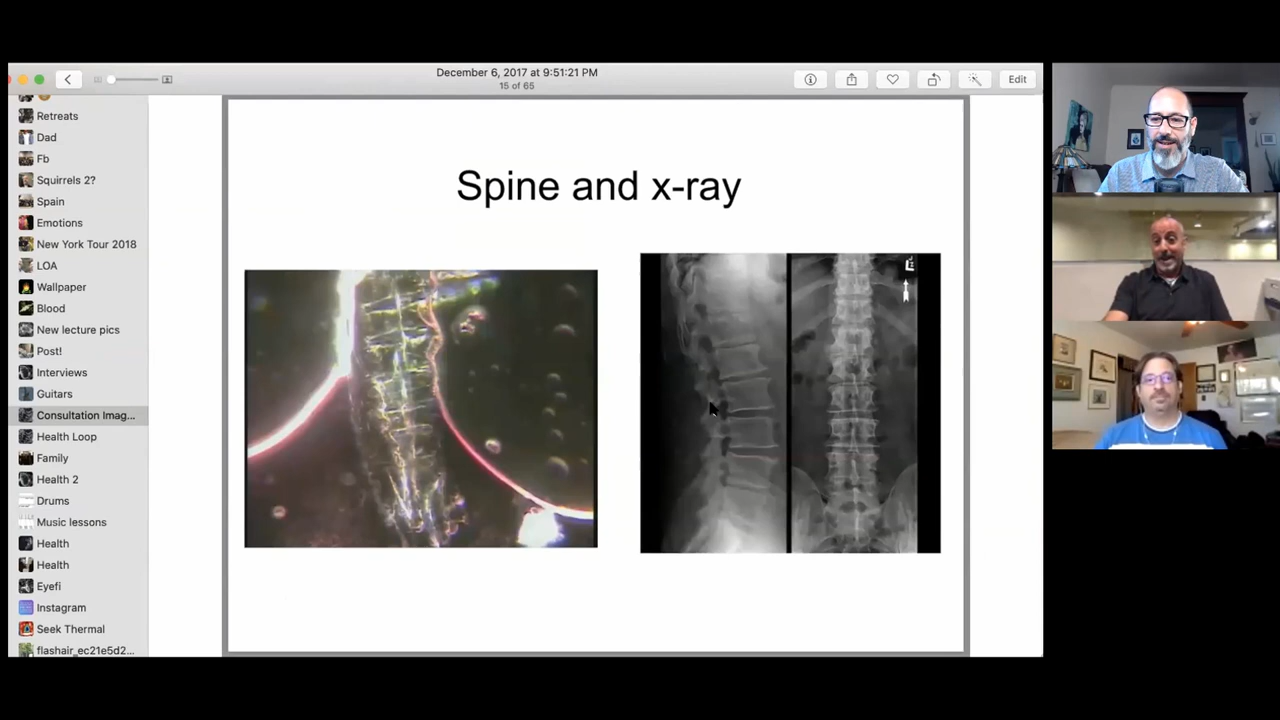 December 6, 2017 at 9:51:21 PM
15 of 65
Edit
Retreats
Dad
Fb
Squirrels 2?
Spain
Emotions
New York Tour 2018
LOA
Wallpaper
Blood
New lecture pics
Post!
Interviews
Guitars
Consultation Imag...
Health Loop
Family
Health 2
Drums
Music lessons
Health
Health
Eyefi
Instagram
Seek Thermal
flashair_ec21e5d2...
Spine and x-ray